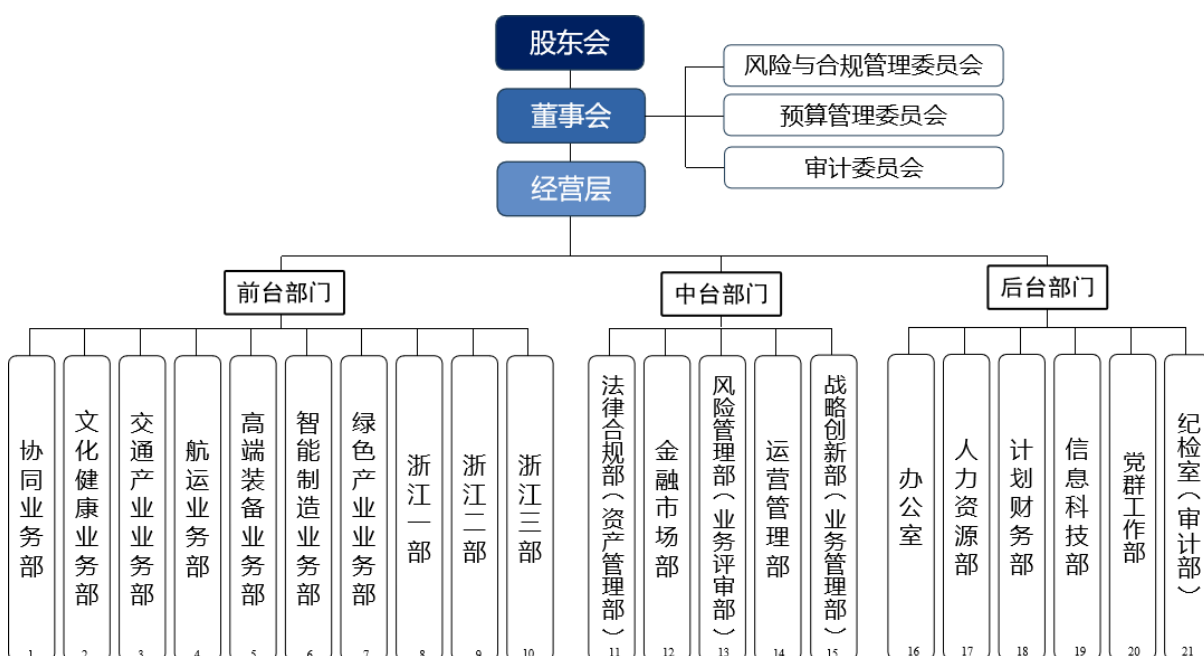 股东会
董事会
经营层
风险与合规管理委员会
预算管理委员会
审计委员会
前台部门
中台部门
后台部门
协同业务部
1
文化健康业务部
2
交通产业业务部
3
航运业务部
4
高端装备业务部
5
智能制造业务部
6
绿色产业业务部
7
浙江一部
8
浙江二部
9
浙江三部
10
法律合规部（资产管理部）
11
金融市场部
12
风险管理部（业务评审部）
13
运营管理部
14
战略创新部（业务管理部）
15
办公室
16
人力资源部
17
计划财务部
18
信息科技部
19
党群工作部
20
纪检室（审计部）
21